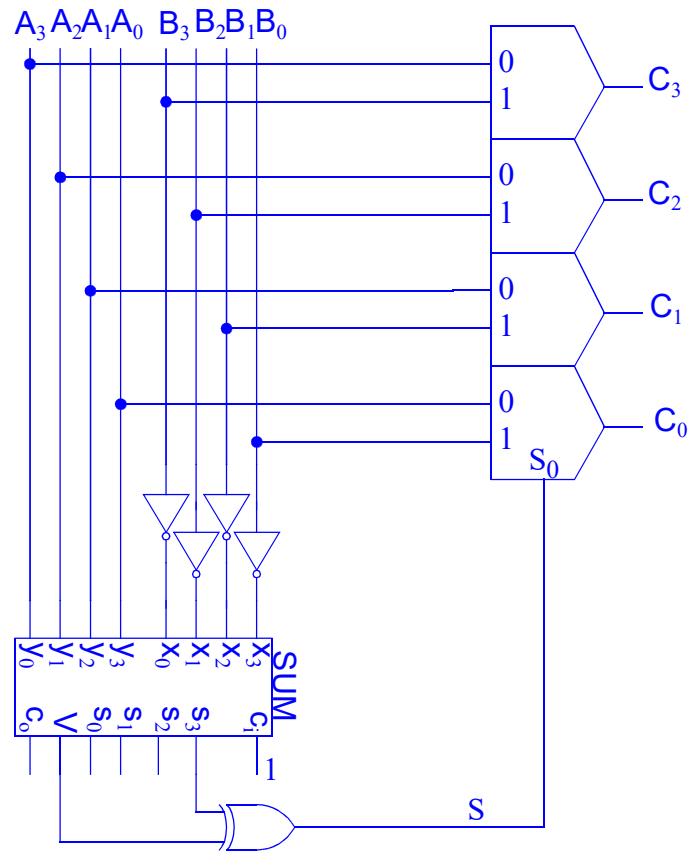 A₃ A₂ A₁ A₀ B₃ B₂ B₁ B₀
0
1
C₃
0
1
C₂
0
1
C₁
0
1
C₀
S₀
y₀ y₁ y₂ y₃ x₀ x₁ x₂ x₃
SUM
c₀ V s₀ s₁ s₂ s₃ cᵢ
1
S